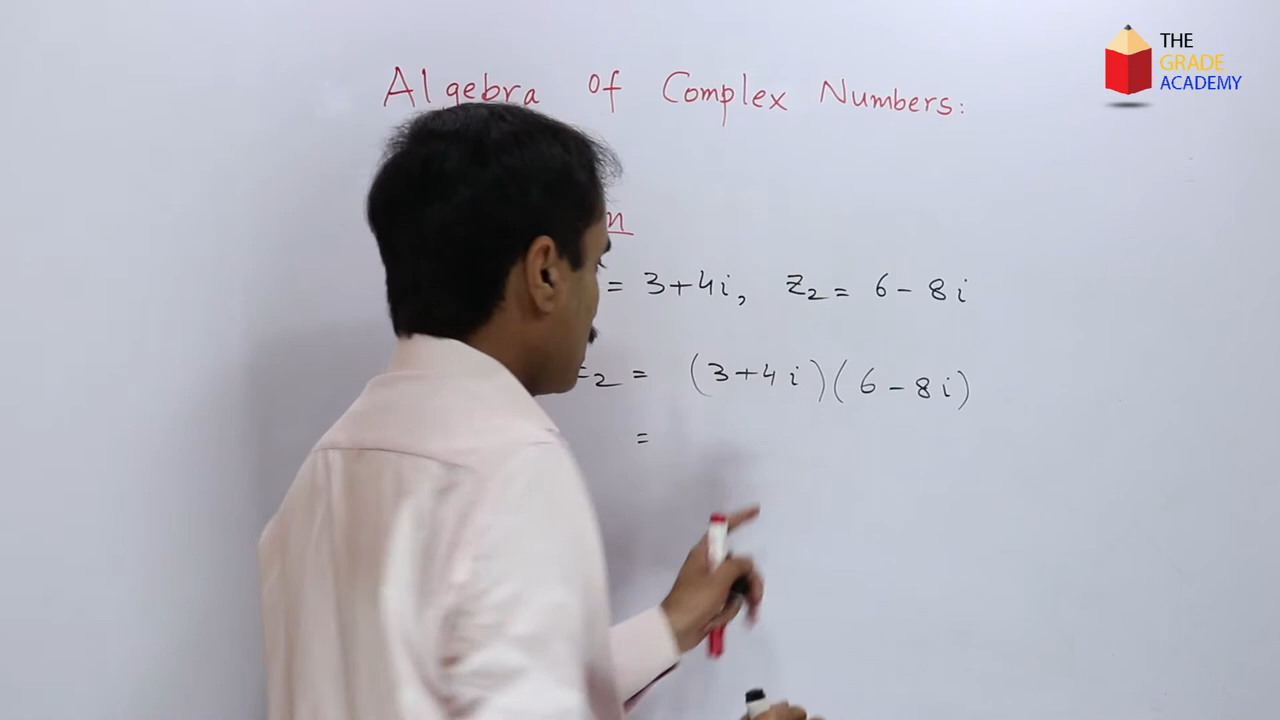 THE
GRADE
ACADEMY
Algebra of Complex Numbers:
= 3+4i, z₂ = 6-8i
z₂ = (3+4i)(6-8i)
=